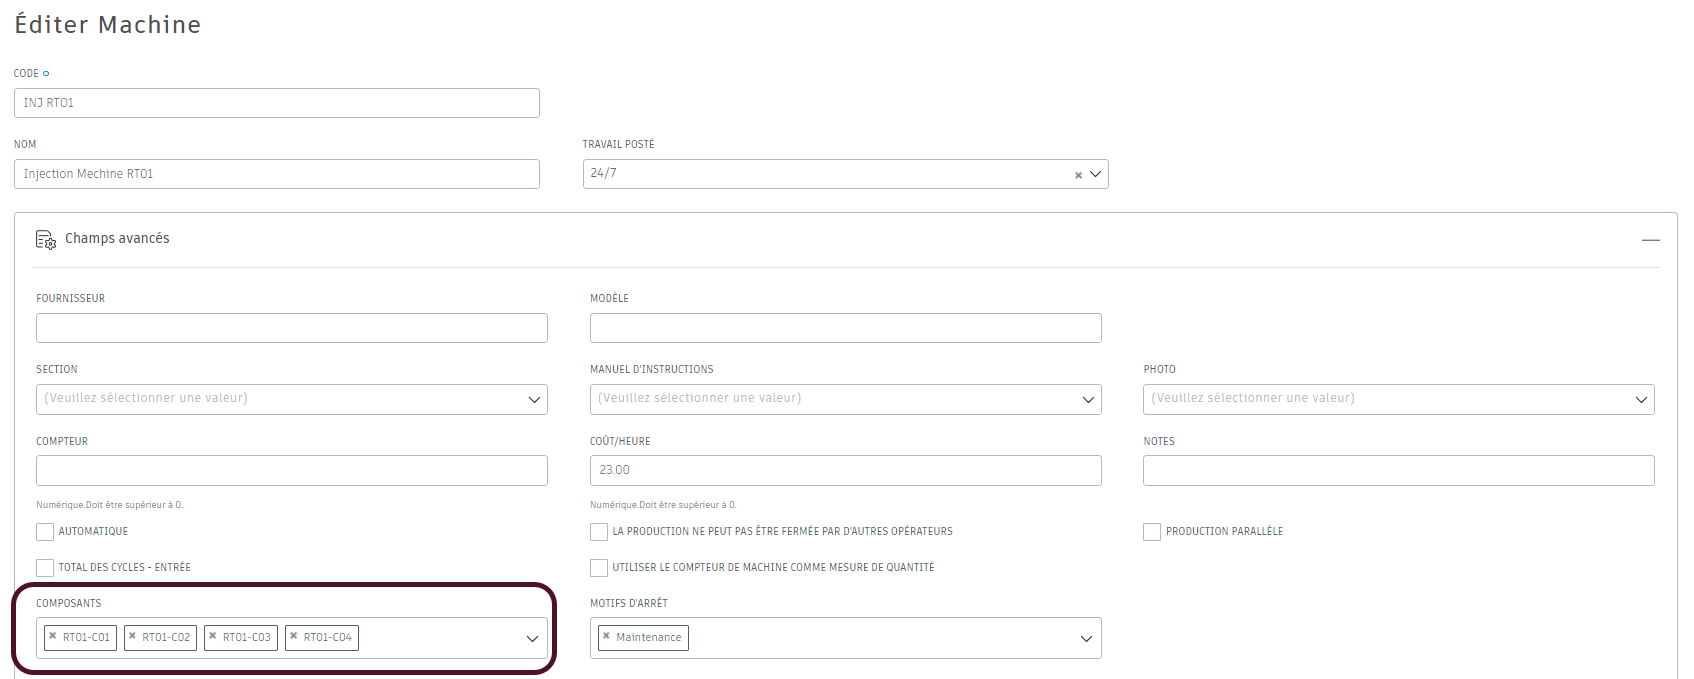 Éditer Machine
CODE
INJ RT01
NOM
TRAVAIL POSTÉ
Injection Mechine RT01
24/7
Champs avancés
FOURNISSEUR
MODÈLE
SECTION
MANUEL D'INSTRUCTIONS
PHOTO
(Veuillez sélectionner une valeur)
(Veuillez sélectionner une valeur)
(Veuillez sélectionner une valeur)
COMPTEUR
COÛT/HEURE
NOTES
23.00
Numérique.Doit être supérieur à 0.
Numérique.Doit être supérieur à 0.
AUTOMATIQUE
LA PRODUCTION NE PEUT PAS ÊTRE FERMÉE PAR D'AUTRES OPÉRATEURS
PRODUCTION PARALLÈLE
TOTAL DES CYCLES - ENTRÉE
UTILISER LE COMPTEUR DE MACHINE COMME MESURE DE QUANTITÉ
COMPOSANTS
MOTIFS D'ARRÊT
RT01-C01
RT01-C02
RT01-C03
RT01-C04
Maintenance